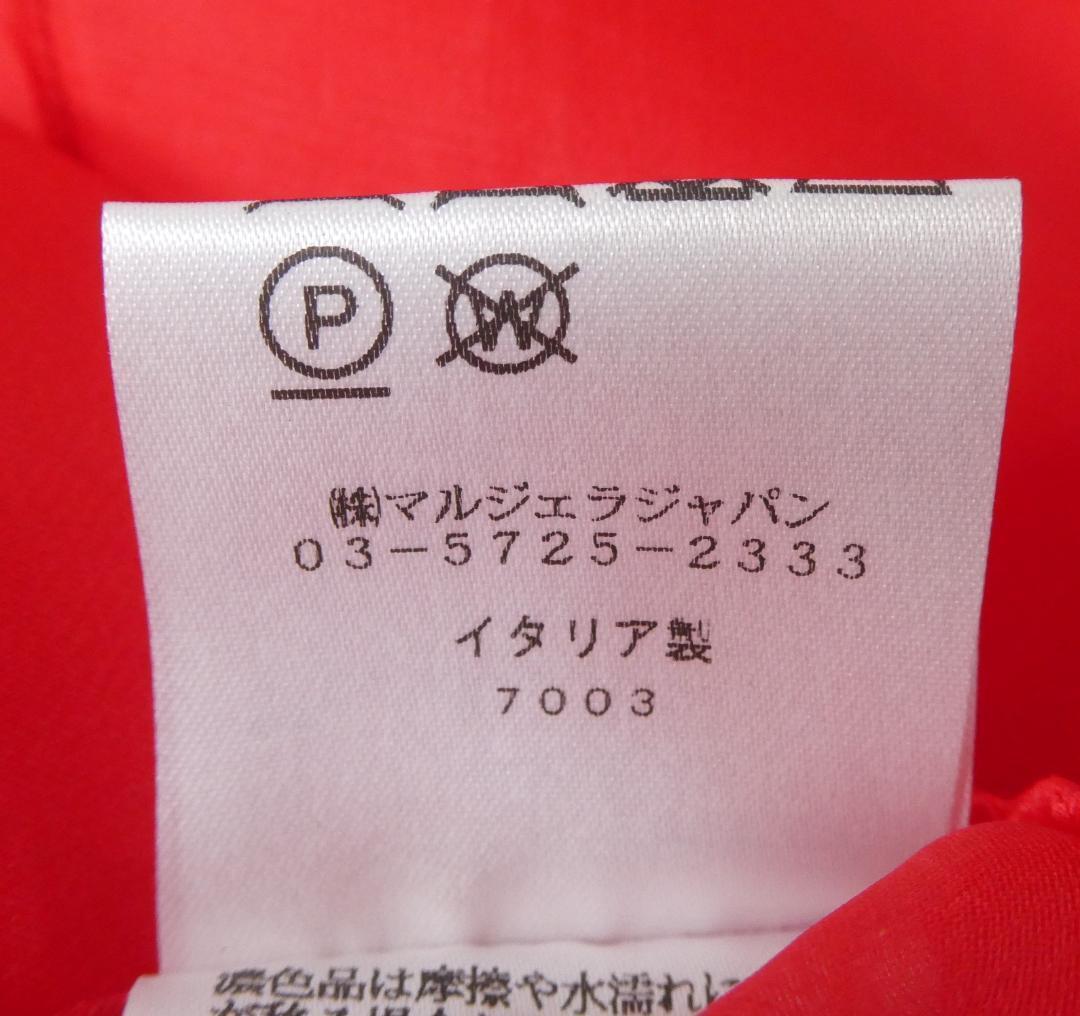 P W
㈱マルジェラジャパン
03-5725-2333
イタリア製
7003
濃色品は摩擦や水濡れに